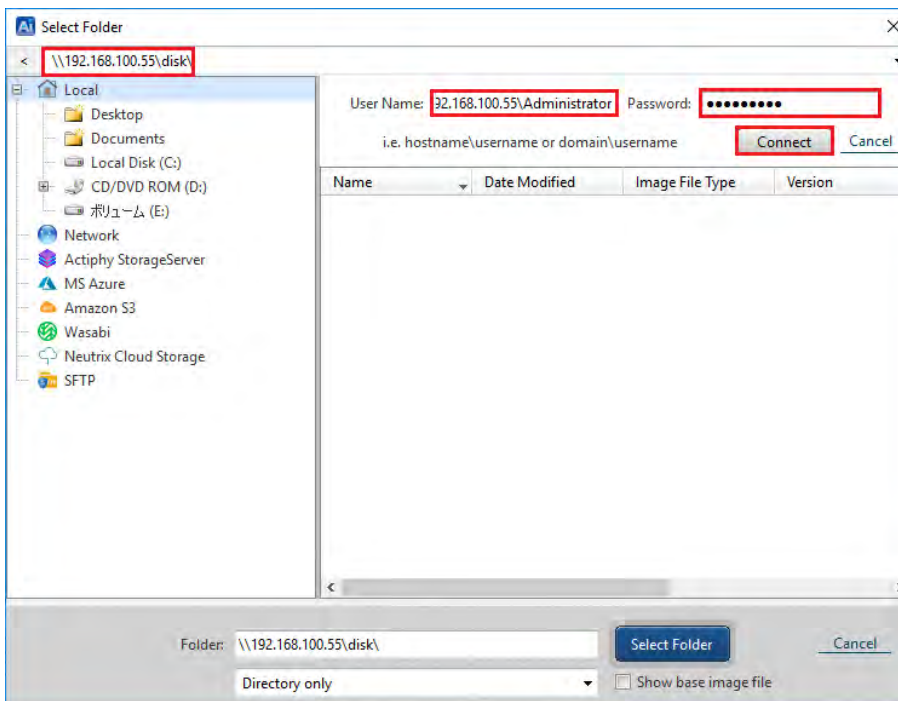 Ai Select Folder
< \\192.168.100.55\disk\
Local
Desktop
Documents
Local Disk (C:)
CD/DVD ROM (D:)
ボリューム (E:)
Network
Actiphy StorageServer
MS Azure
Amazon S3
Wasabi
Neutrix Cloud Storage
SFTP
User Name: 92.168.100.55\Administrator Password: ●●●●●●●●●
i.e. hostname\username or domain\username Connect Cancel
Name Date Modified Image File Type Version
Folder: \\192.168.100.55\disk\ Select Folder Cancel
Directory only Show base image file